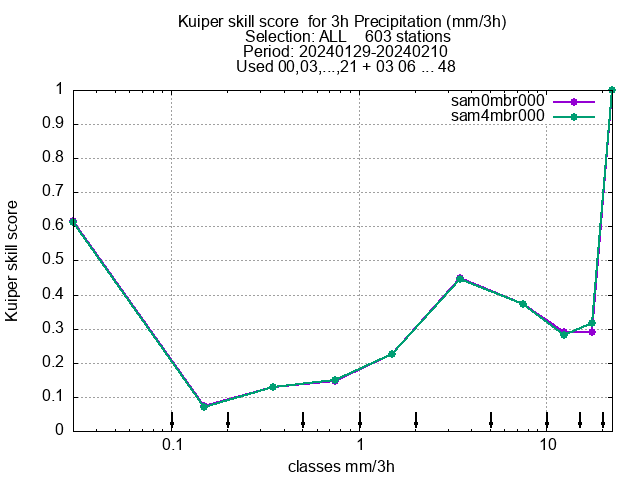 Kuiper skill score  for 3h Precipitation (mm/3h)
Selection: ALL    603 stations
Period: 20240129-20240210
Used 00,03,...,21 + 03 06 ... 48
sam0mbr000
sam4mbr000
1
0.9
0.8
0.7
0.6
0.5
0.4
0.3
0.2
0.1
0
Kuiper skill score
0.1 1 10
classes mm/3h